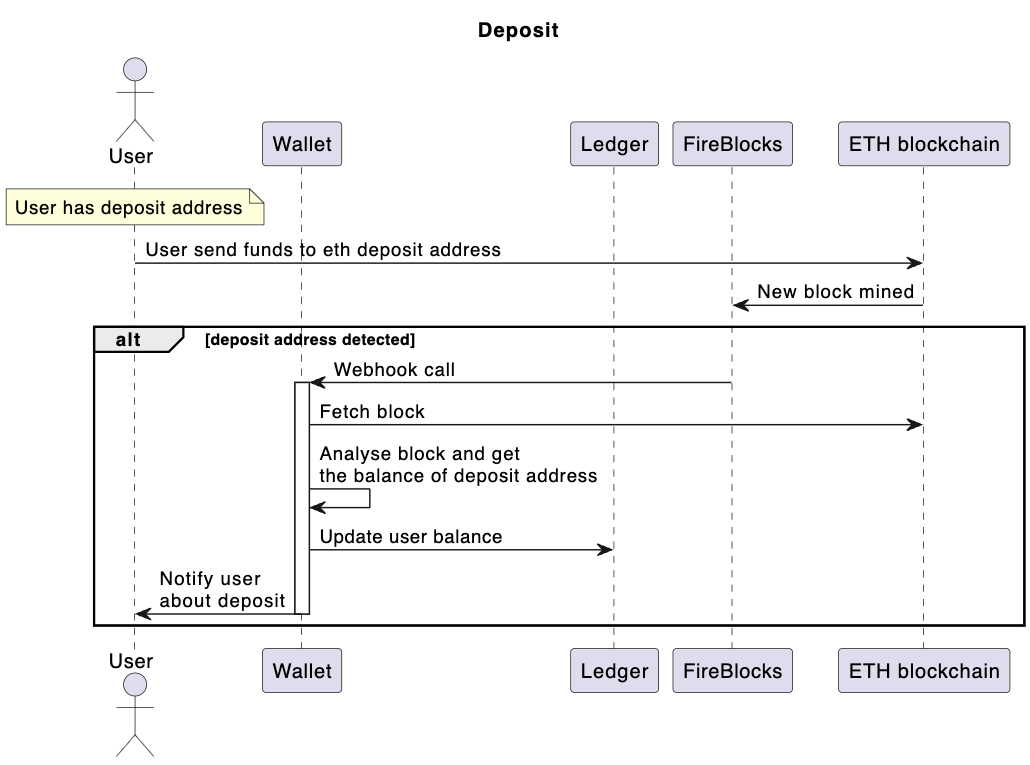 Deposit
User
Wallet
Ledger
FireBlocks
ETH blockchain
User has deposit address
User send funds to eth deposit address
New block mined
alt
[deposit address detected]
Webhook call
Fetch block
Analyse block and get
the balance of deposit address
Update user balance
Notify user
about deposit
User
Wallet
Ledger
FireBlocks
ETH blockchain